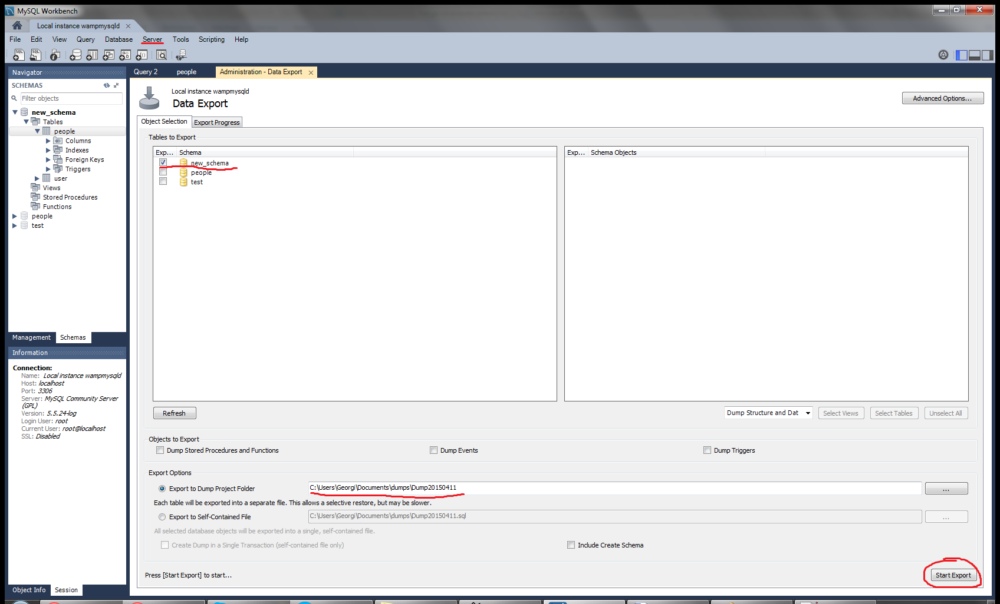 MySQL Workbench
Local instance wampmysqld
File Edit View Query Database Server Tools Scripting Help
Navigator
SCHEMAS
Filter objects
new_schema
Tables
people
Columns
Indexes
Foreign Keys
Triggers
user
Views
Stored Procedures
Functions
people
test
Management Schemas
Information
Connection:
Name: Local instance wampmysqld
Host: localhost
Port: 3306
Server: MySQL Community Server
(GPL)
Version: 5.5.24-log
Login User: root
Current User: root@localhost
SSL: Disabled
Object Info Session
Query 2 people Administration - Data Export
Local instance wampmysqld
Data Export
Advanced Options...
Object Selection Export Progress
Tables to Export
Exp... Schema
new_schema
people
test
Exp... Schema Objects
Refresh
Dump Structure and Dat
Select Views
Select Tables
Unselect All
Objects to Export
Dump Stored Procedures and Functions
Dump Events
Dump Triggers
Export Options
Export to Dump Project Folder
C:\Users\Georgi\Documents\dumps\Dump20150411
...
Each table will be exported into a separate file. This allows a selective restore, but may be slower.
Export to Self-Contained File
C:\Users\Georgi\Documents\dumps\Dump20150411.sql
...
All selected database objects will be exported into a single, self-contained file.
Create Dump in a Single Transaction (self-contained file only)
Include Create Schema
Press [Start Export] to start...
Start Export